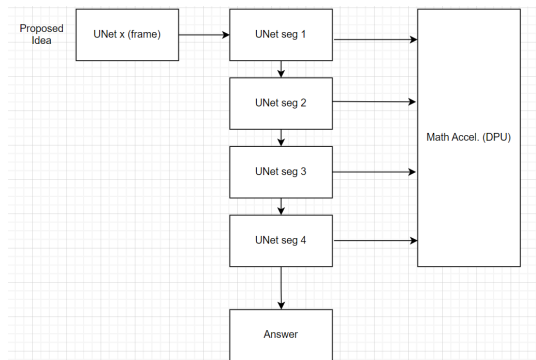 Proposed
Idea
UNet x (frame)
UNet seg 1
UNet seg 2
Math Accel. (DPU)
UNet seg 3
UNet seg 4
Answer